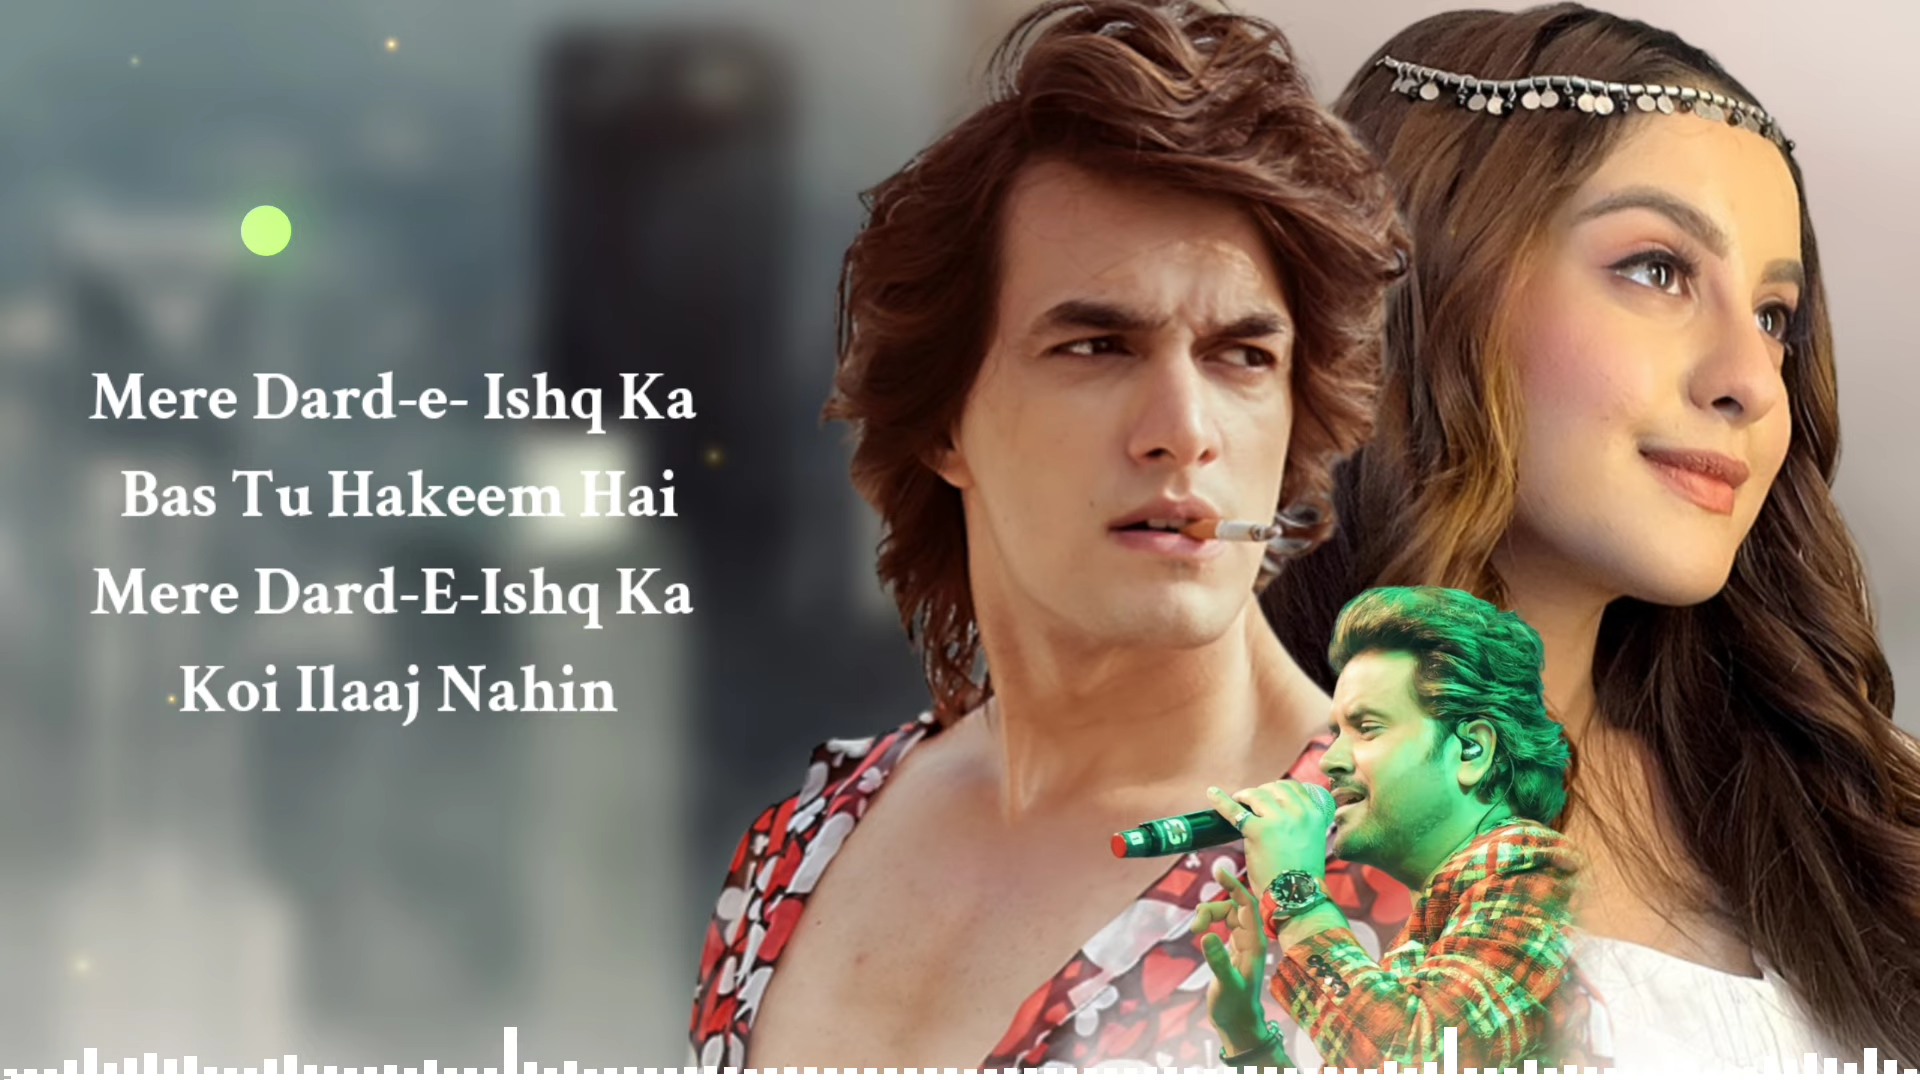 Mere Dard-e- Ishq Ka
Bas Tu Hakeem Hai
Mere Dard-E-Ishq Ka
Koi Ilaaj Nahin